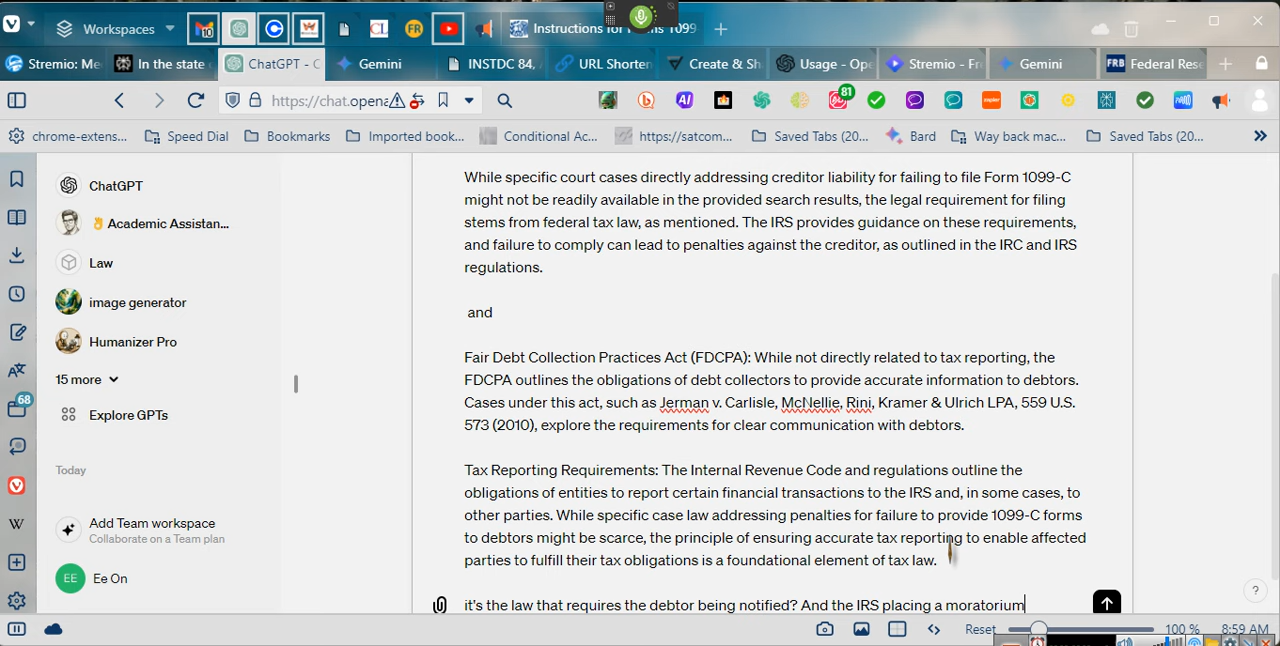 Workspaces
10
CL
FR
Instructions for Forms 1099
Stremio: Me
In the state
ChatGPT - C
Gemini
INSTDC 84,
URL Shorten
Create & Sh
Usage - Ope
Stremio - Fr
Gemini
FRB Federal Rese
https://chat.opena
81
chrome-extens...
Speed Dial
Bookmarks
Imported book...
Conditional Ac...
https://satcom...
Saved Tabs (20...
Bard
Way back mac...
Saved Tabs (20...
68
W
ChatGPT
Academic Assistan...
Law
image generator
Humanizer Pro
15 more
Explore GPTs
Today
Add Team workspace
Collaborate on a Team plan
EE
Ee On
While specific court cases directly addressing creditor liability for failing to file Form 1099-C
might not be readily available in the provided search results, the legal requirement for filing
stems from federal tax law, as mentioned. The IRS provides guidance on these requirements,
and failure to comply can lead to penalties against the creditor, as outlined in the IRC and IRS
regulations.
and
Fair Debt Collection Practices Act (FDCPA): While not directly related to tax reporting, the
FDCPA outlines the obligations of debt collectors to provide accurate information to debtors.
Cases under this act, such as Jerman v. Carlisle, McNellie, Rini, Kramer & Ulrich LPA, 559 U.S.
573 (2010), explore the requirements for clear communication with debtors.
Tax Reporting Requirements: The Internal Revenue Code and regulations outline the
obligations of entities to report certain financial transactions to the IRS and, in some cases, to
other parties. While specific case law addressing penalties for failure to provide 1099-C forms
to debtors might be scarce, the principle of ensuring accurate tax reporting to enable affected
parties to fulfill their tax obligations is a foundational element of tax law.
it's the law that requires the debtor being notified? And the IRS placing a moratorium
?
Reset
100 %
8:59 AM